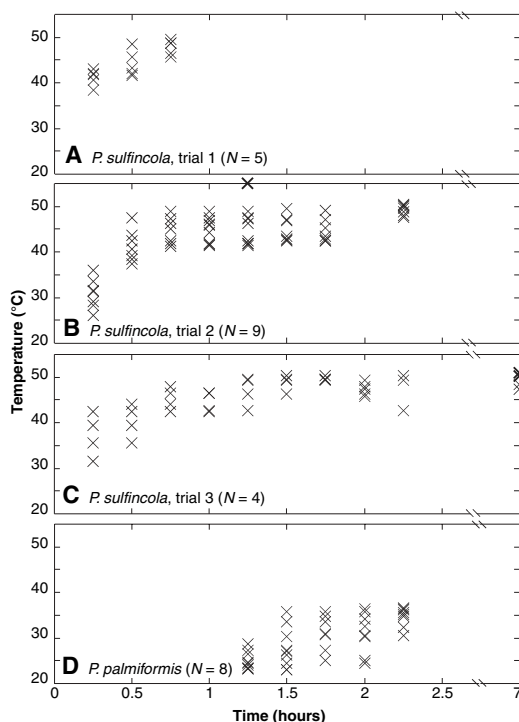 50
40
30
20
A P. sulfincola, trial 1 (N = 5)
50
40
30
20
B P. sulfincola, trial 2 (N = 9)
Temperature (°C)
50
40
30
20
C P. sulfincola, trial 3 (N = 4)
50
40
30
20
D P. palmiformis (N = 8)
0 0.5 1.0 1.5 2 2.5 7
Time (hours)